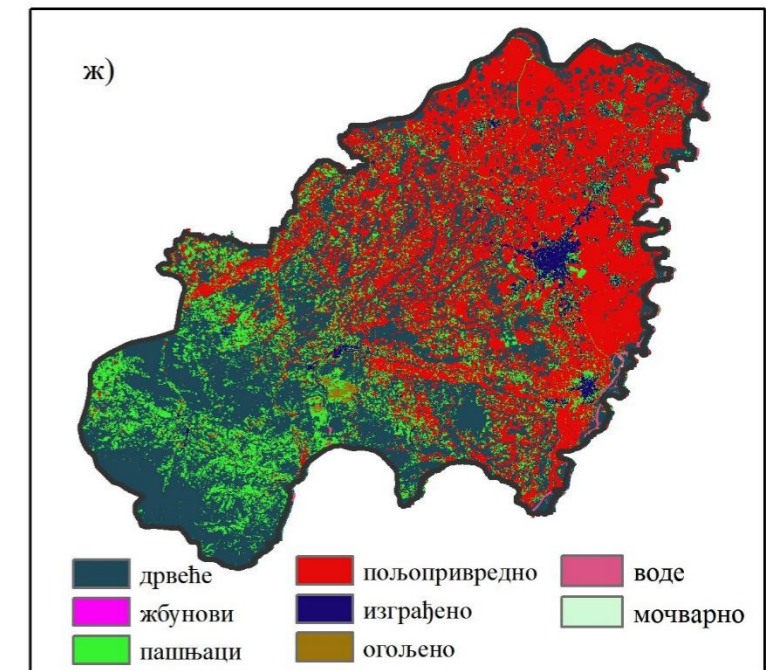 ж)
дрвеће
пољопривредно
воде
жбунови
изграђено
мочварно
пашњаци
огољено